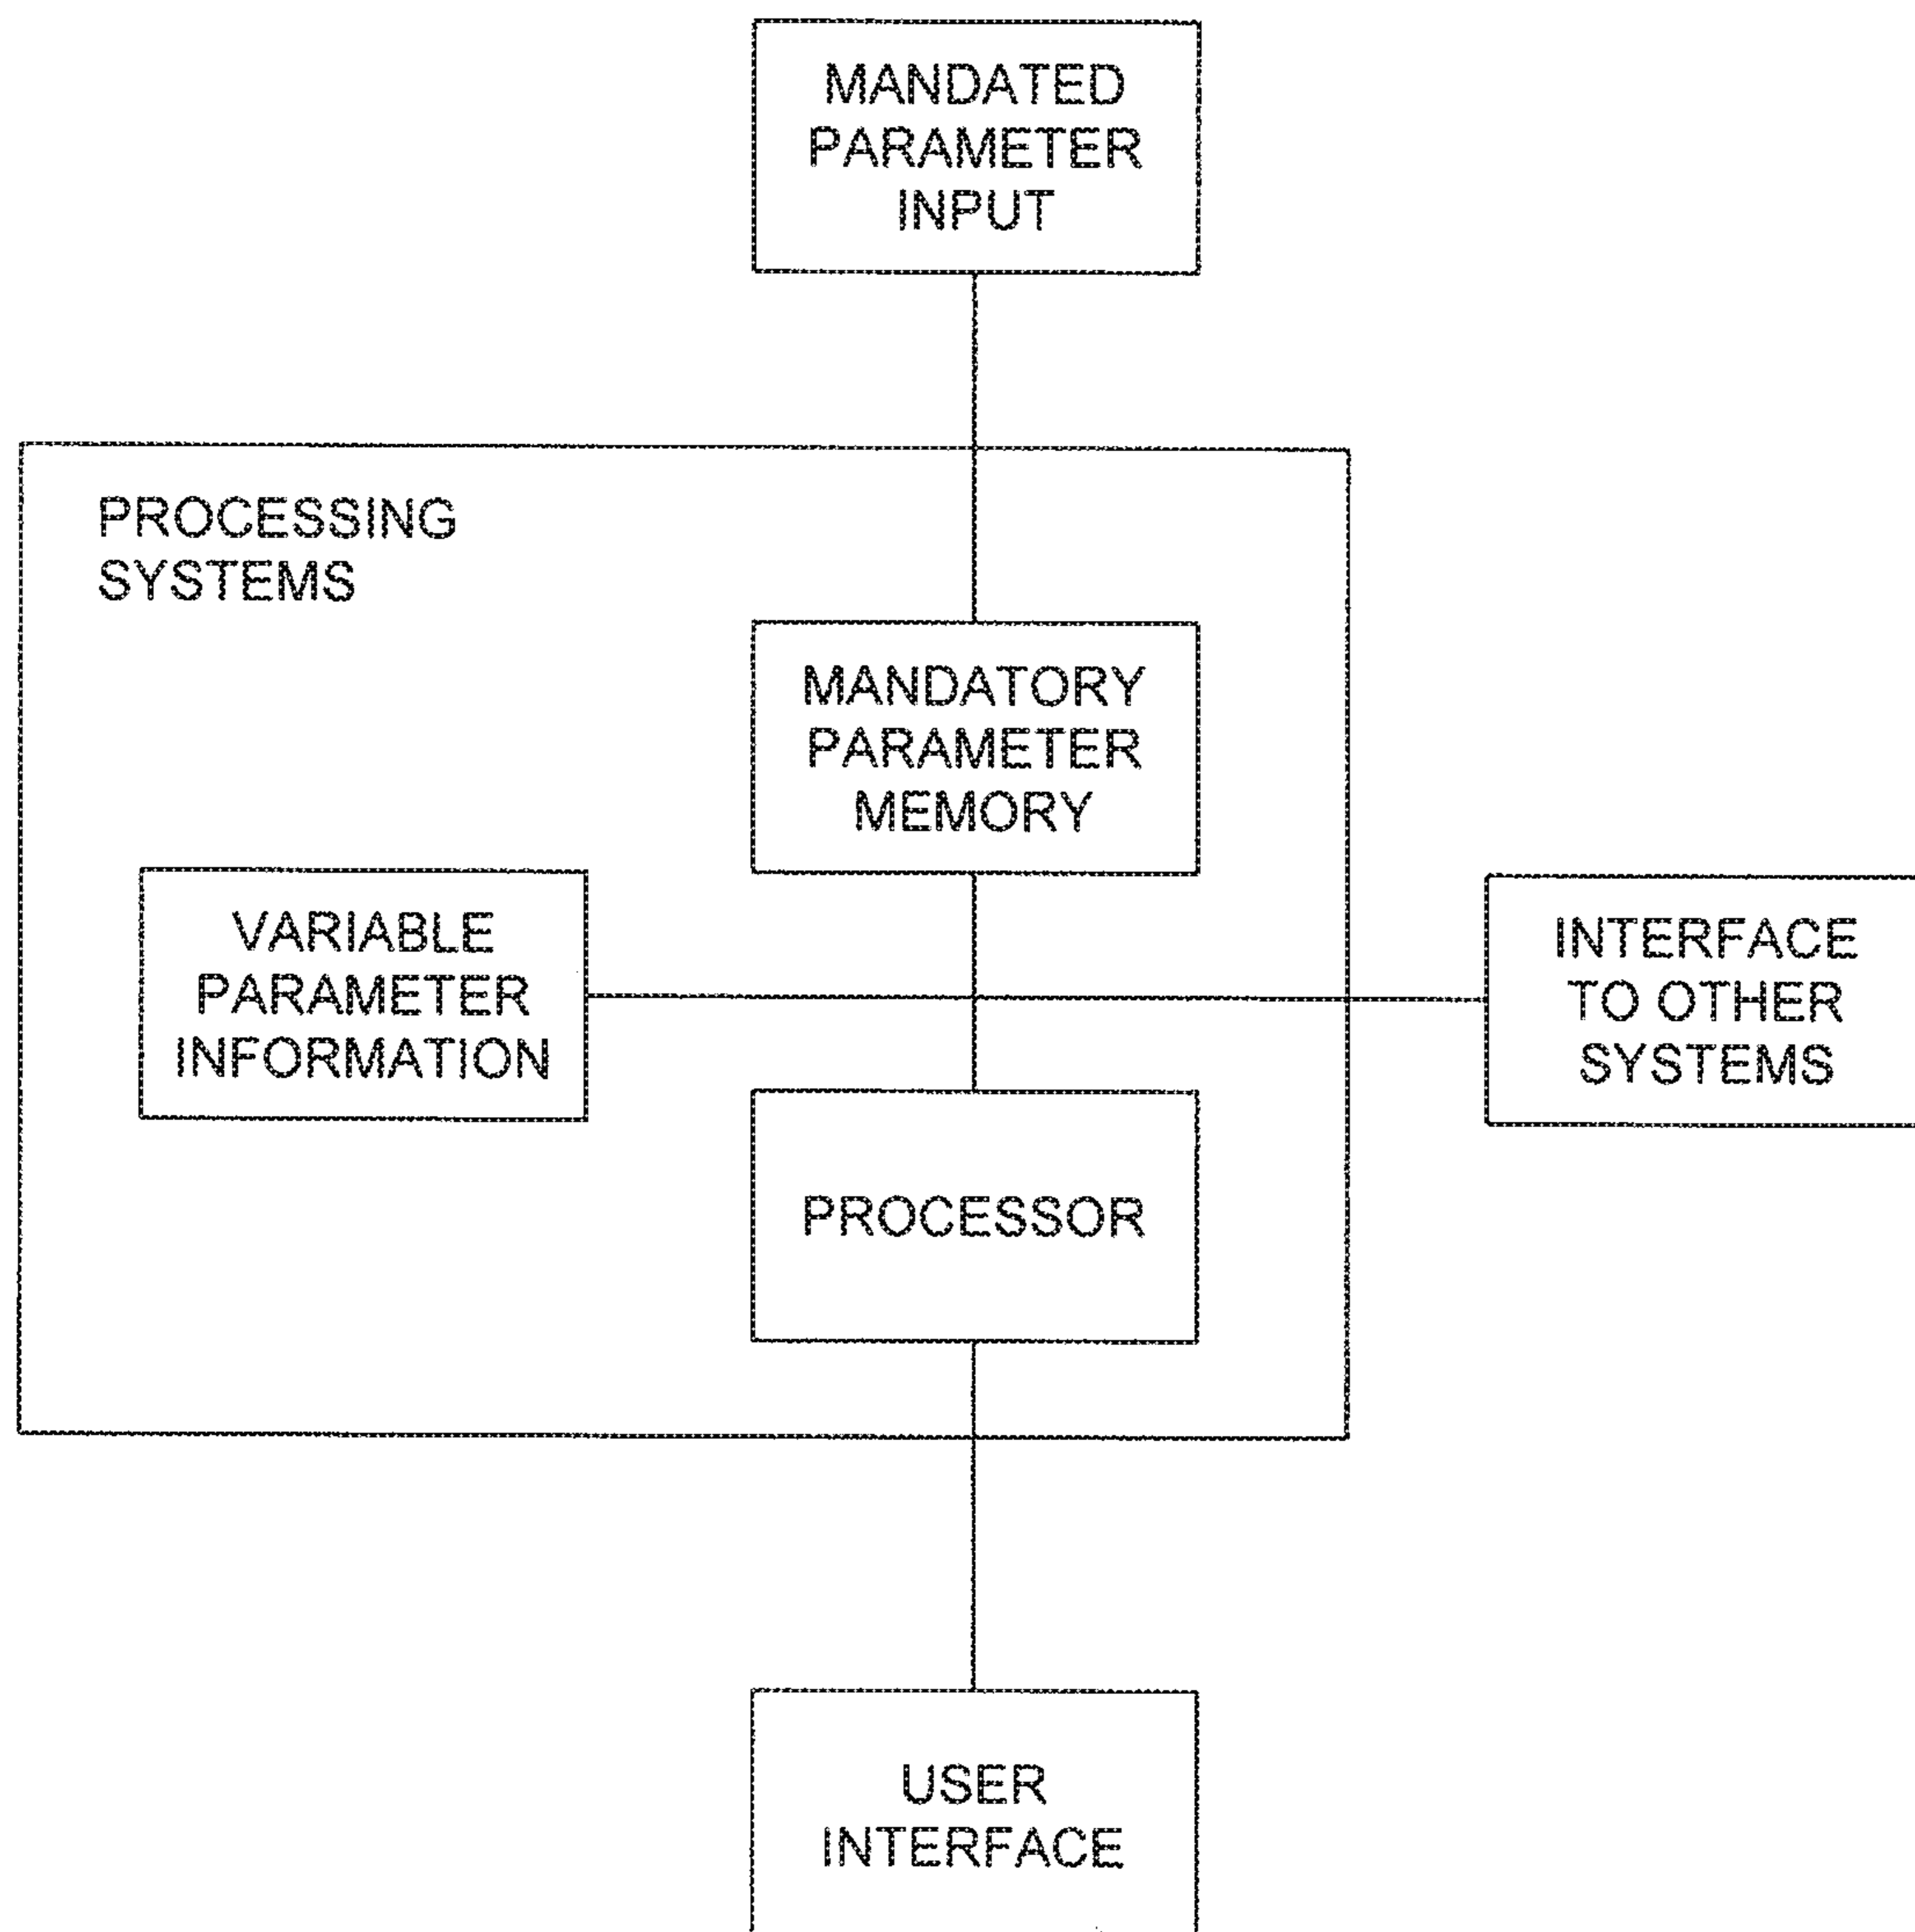 MANDATED
PARAMETER
INPUT
PROCESSING
SYSTEMS
MANDATORY
PARAMETER
MEMORY
VARIABLE
PARAMETER
INFORMATION
INTERFACE
TO OTHER
SYSTEMS
PROCESSOR
USER
INTERFACE